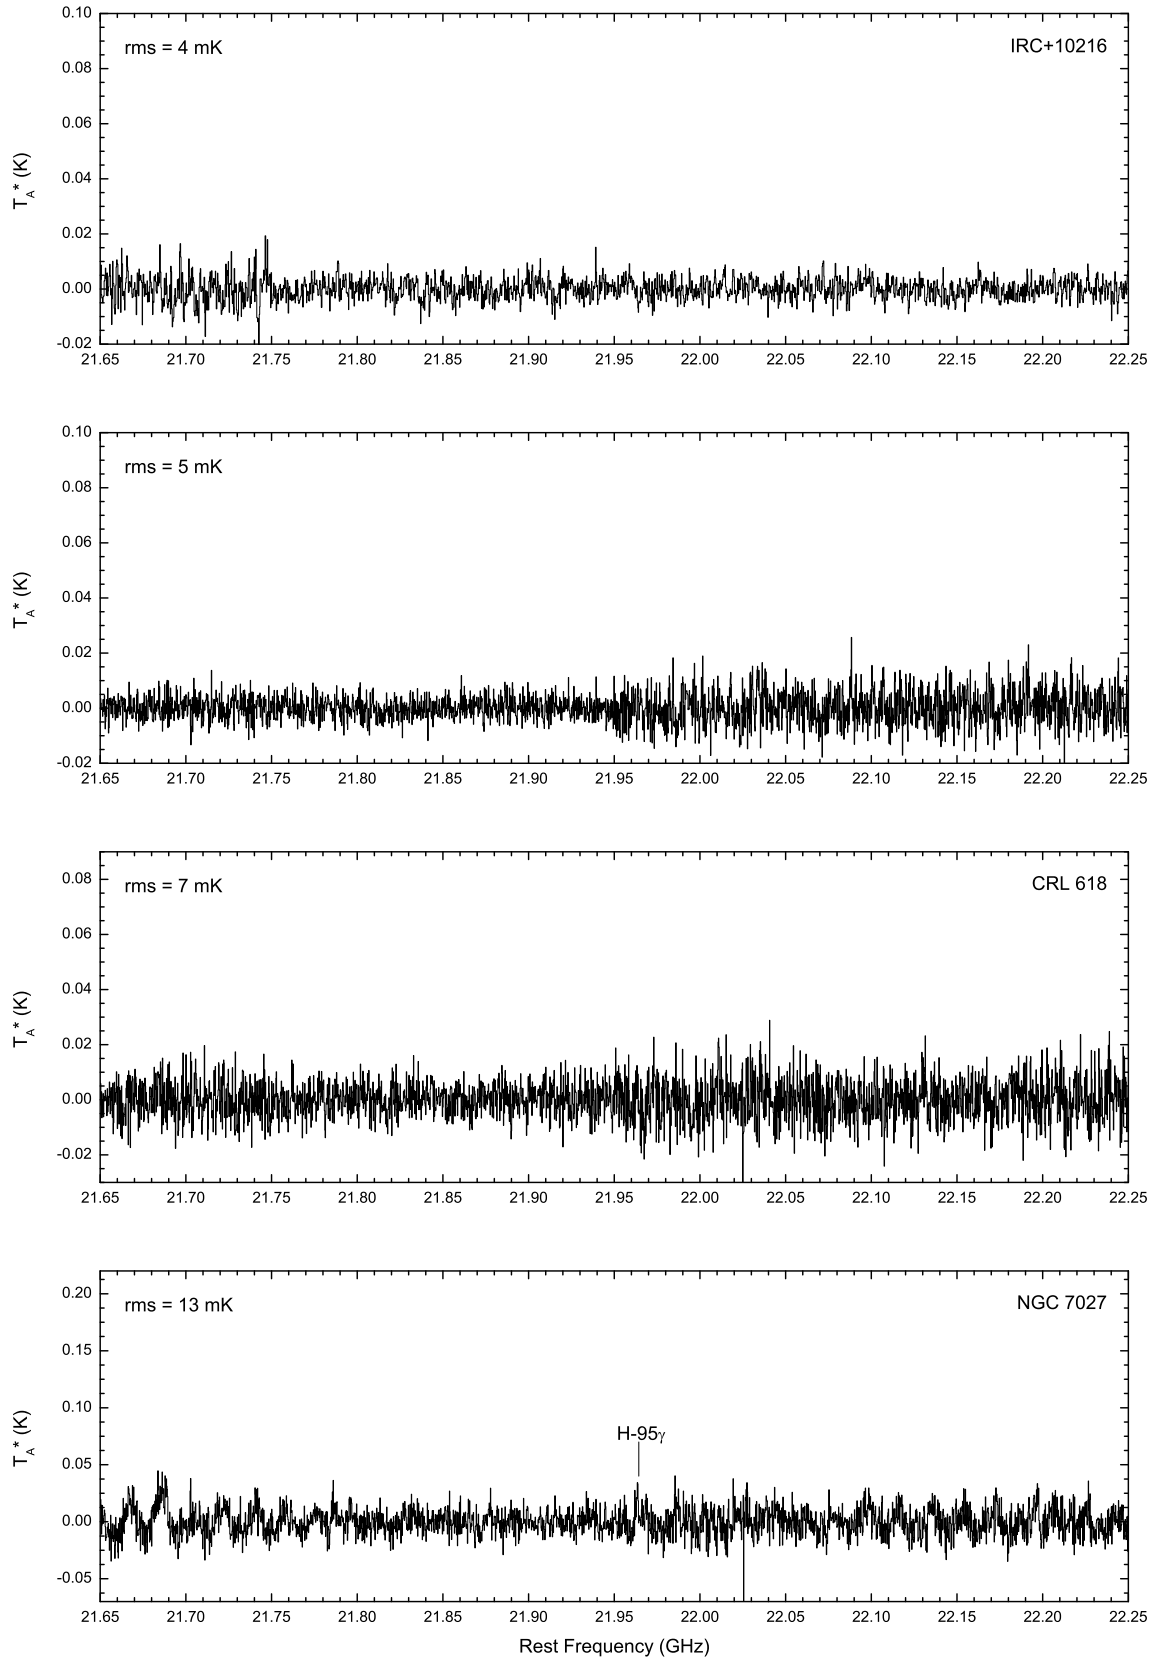 0.10
rms = 4 mK
IRC+10216
0.08
0.06
0.04
0.02
0.00
-0.02
T_A* (K)
21.65 21.70 21.75 21.80 21.85 21.90 21.95 22.00 22.05 22.10 22.15 22.20 22.25
0.10
rms = 5 mK
0.08
0.06
0.04
0.02
0.00
-0.02
T_A* (K)
21.65 21.70 21.75 21.80 21.85 21.90 21.95 22.00 22.05 22.10 22.15 22.20 22.25
rms = 7 mK
CRL 618
0.08
0.06
0.04
0.02
0.00
-0.02
T_A* (K)
21.65 21.70 21.75 21.80 21.85 21.90 21.95 22.00 22.05 22.10 22.15 22.20 22.25
0.20
rms = 13 mK
NGC 7027
0.15
0.10
H-95γ
0.05
0.00
-0.05
T_A* (K)
21.65 21.70 21.75 21.80 21.85 21.90 21.95 22.00 22.05 22.10 22.15 22.20 22.25
Rest Frequency (GHz)